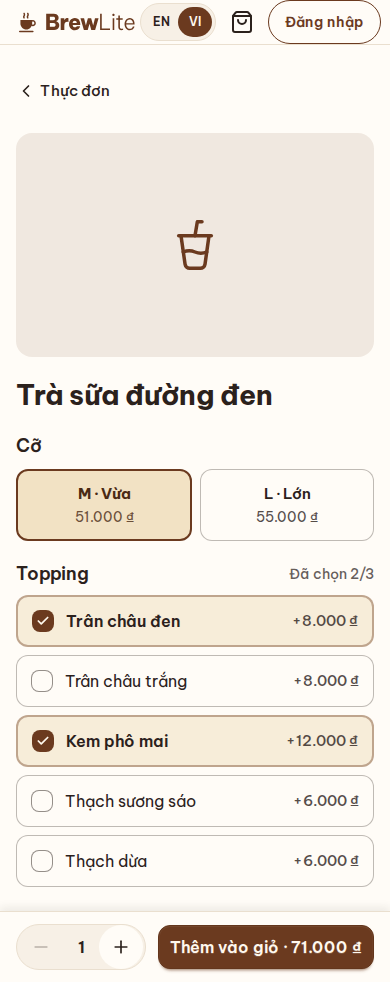 BrewLite EN VI Đăng nhập
Thực đơn
Trà sữa đường đen
Cỡ
M · Vừa
51.000 ₫
L · Lớn
55.000 ₫
Topping Đã chọn 2/3
Trân châu đen +8.000 ₫
Trân châu trắng +8.000 ₫
Kem phô mai +12.000 ₫
Thạch sương sáo +6.000 ₫
Thạch dừa +6.000 ₫
1 Thêm vào giỏ · 71.000 ₫